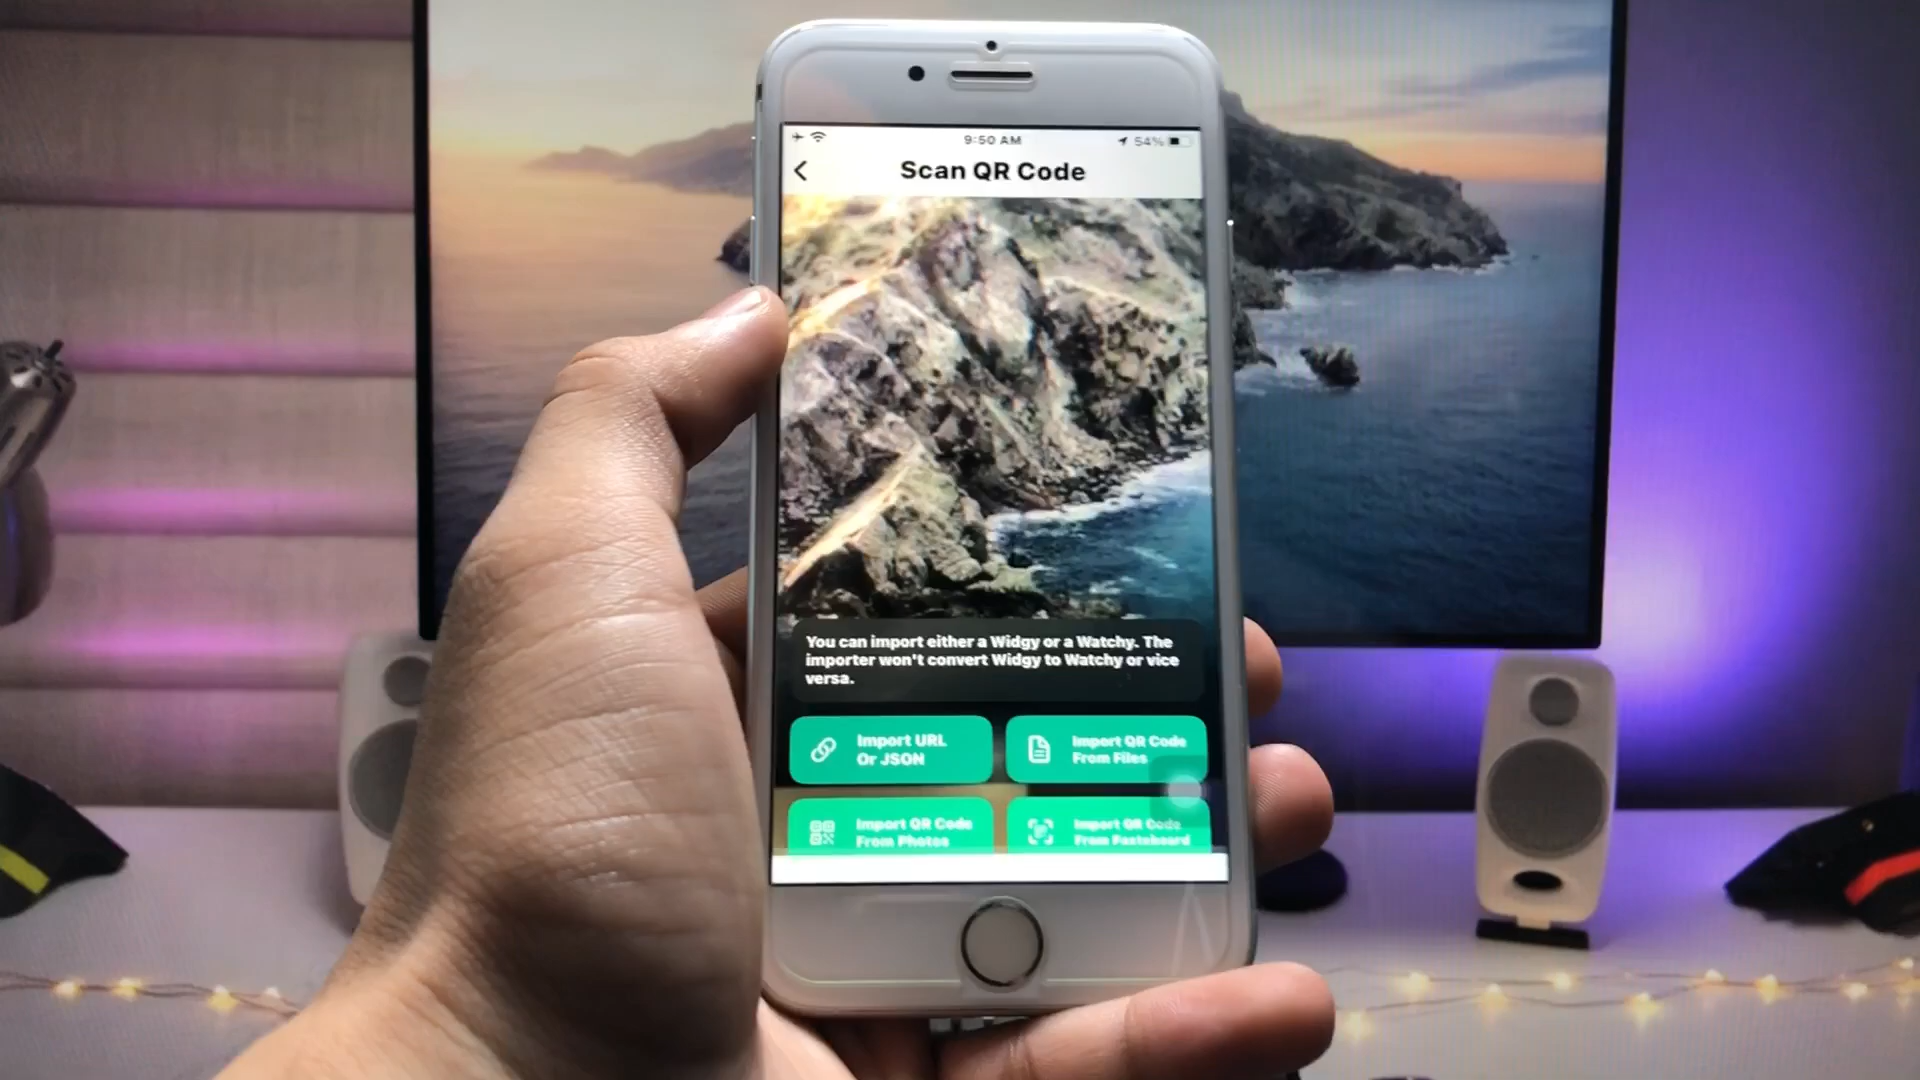 9:50 AM
54%
Scan QR Code
You can import either a Widgy or a Watchy. The
importer won't convert Widgy to Watchy or vice
versa.
Import URL
Or JSON
Import QR Code
From Files
Import QR Code
From Photos
Import QR Code
From Pasteboard